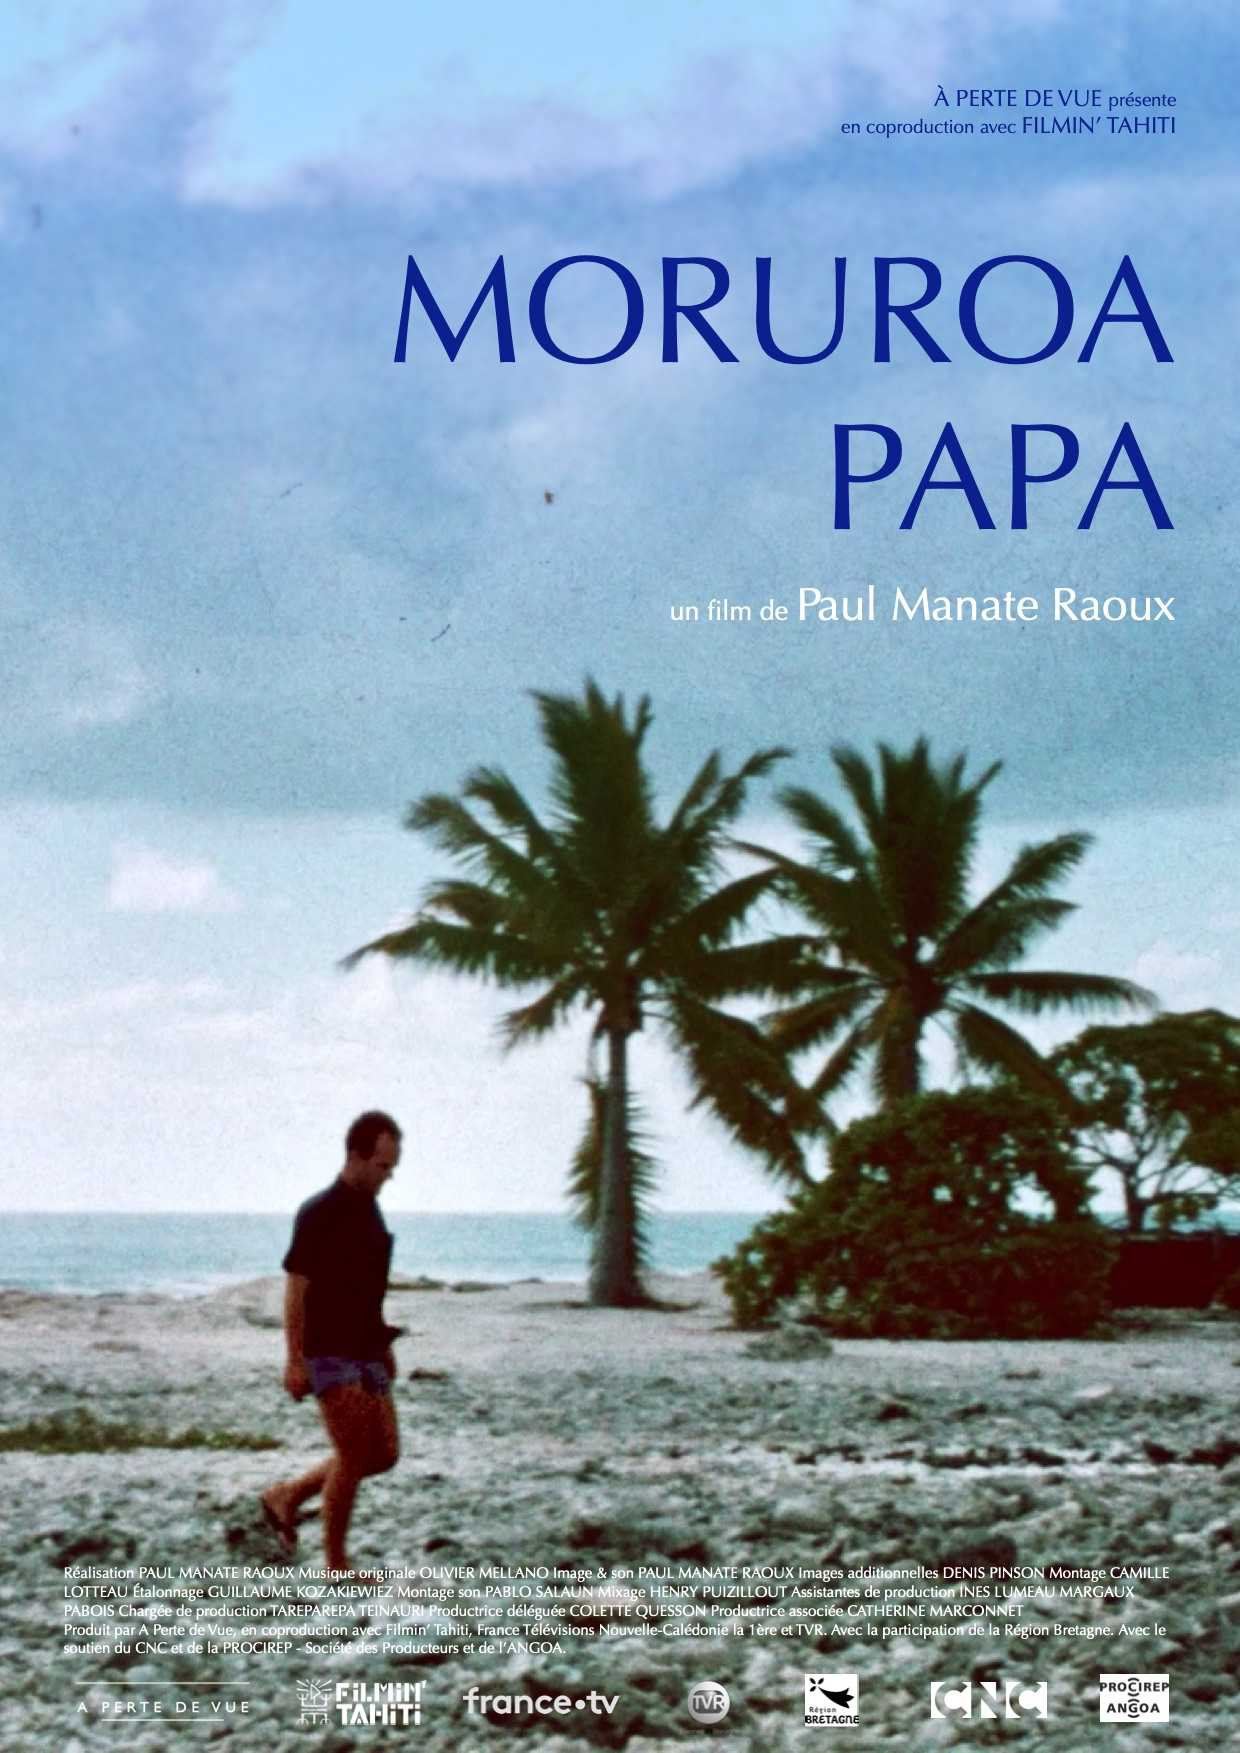 À PERTE DE VUE présente
en coproduction avec FILMIN' TAHITI
MORUROA
PAPA
un film de Paul Manate Raoux
Réalisation PAUL MANATE RAOUX Musique originale OLIVIER MELLANO Image & son PAUL MANATE RAOUX Images additionnelles DENIS PINSON Montage CAMILLE
LOTTEAU Étalonnage GUILLAUME KOZAKIEWIEZ Montage son PABLO SALAUN Mixage HENRY PUIZILLOUT Assistantes de production INES LUMEAU MARGAUX
PABOIS Chargée de production TAREPAREPA TEINAURI Productrice déléguée COLETTE QUESSON Productrice associée CATHERINE MARCONNET
Produit par A Perte de Vue, en coproduction avec Filmin' Tahiti, France Télévisions Nouvelle-Calédonie la 1ère et TVR. Avec la participation de la Région Bretagne. Avec le
soutien du CNC et de la PROCIREP - Société des Producteurs et de l'ANGOA.
A PERTE DE VUE
FILMIN' TAHITI
france•tv
TVR
Région BRETAGNE
CNC
PROCIREP ANGOA